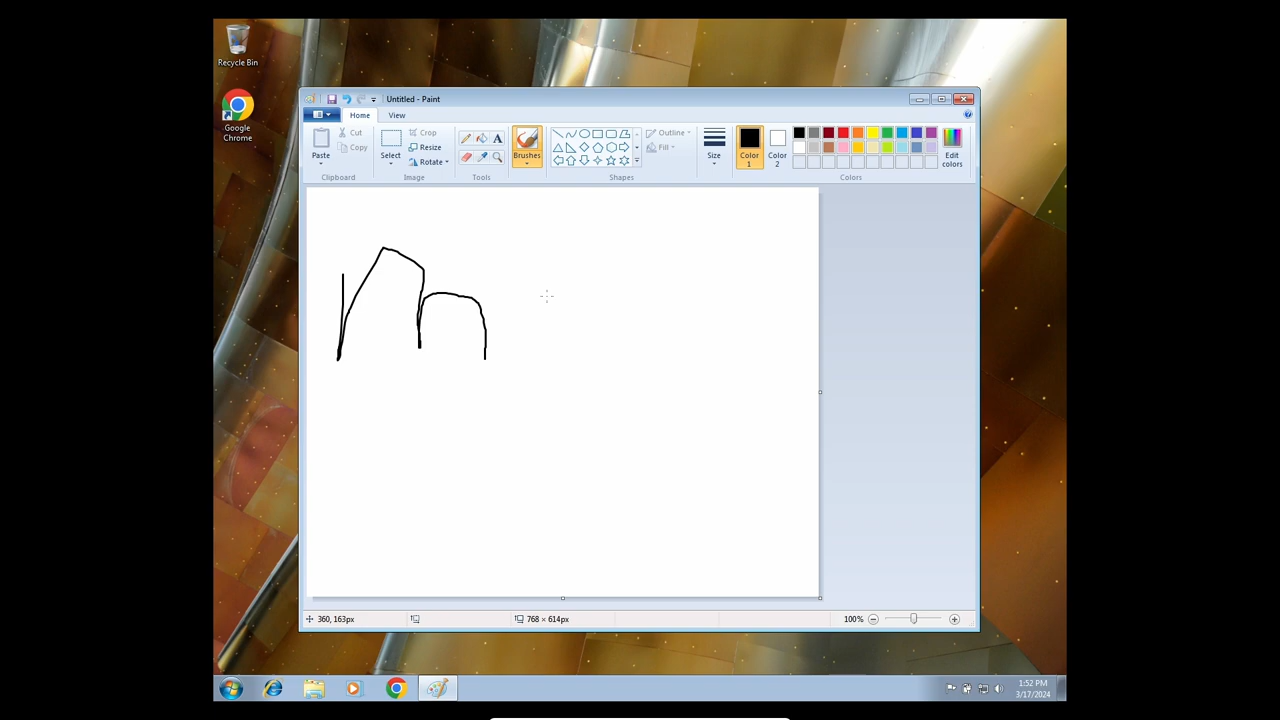 Recycle Bin
Google
Chrome
Untitled - Paint
Home
View
Paste
Cut
Copy
Clipboard
Select
Crop
Resize
Rotate
Image
A
Tools
Brushes
Outline
Fill
Shapes
Size
Color
1
Color
2
Edit
colors
Colors
m
360, 163px
768 × 614px
100%
1:52 PM
3/17/2024